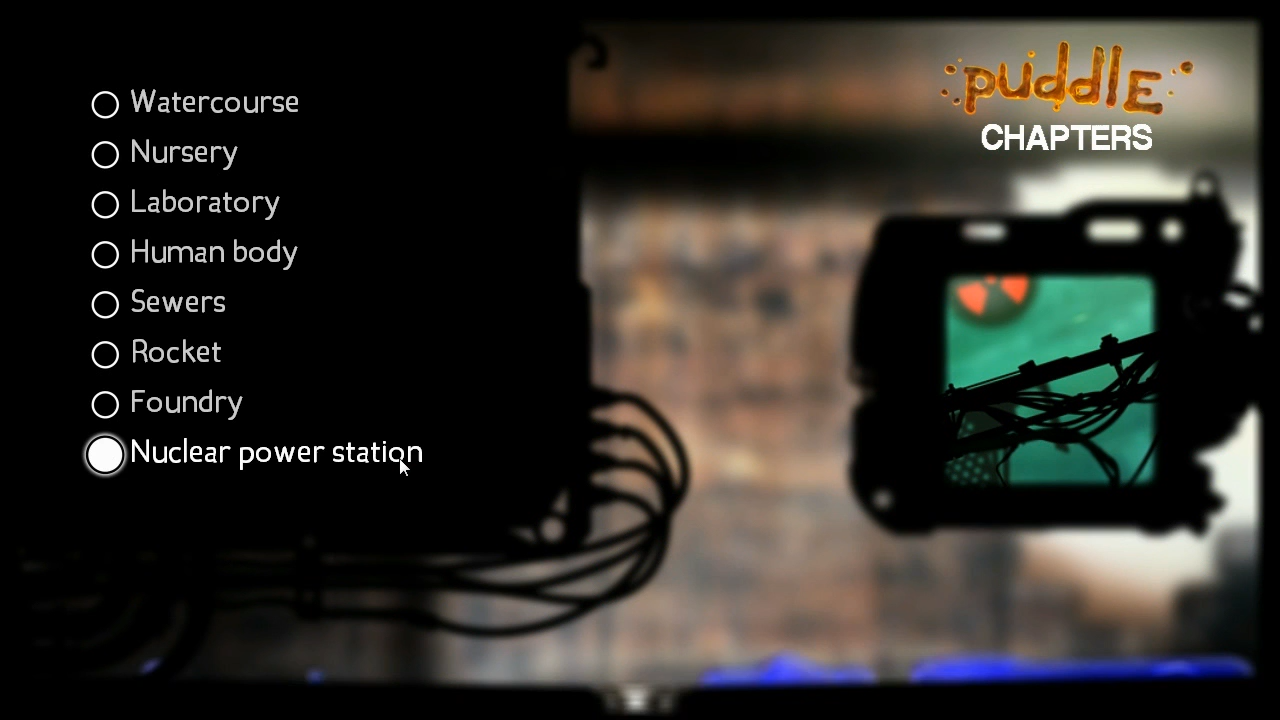 Watercourse
Nursery
Laboratory
Human body
Sewers
Rocket
Foundry
Nuclear power station
puddlE
CHAPTERS